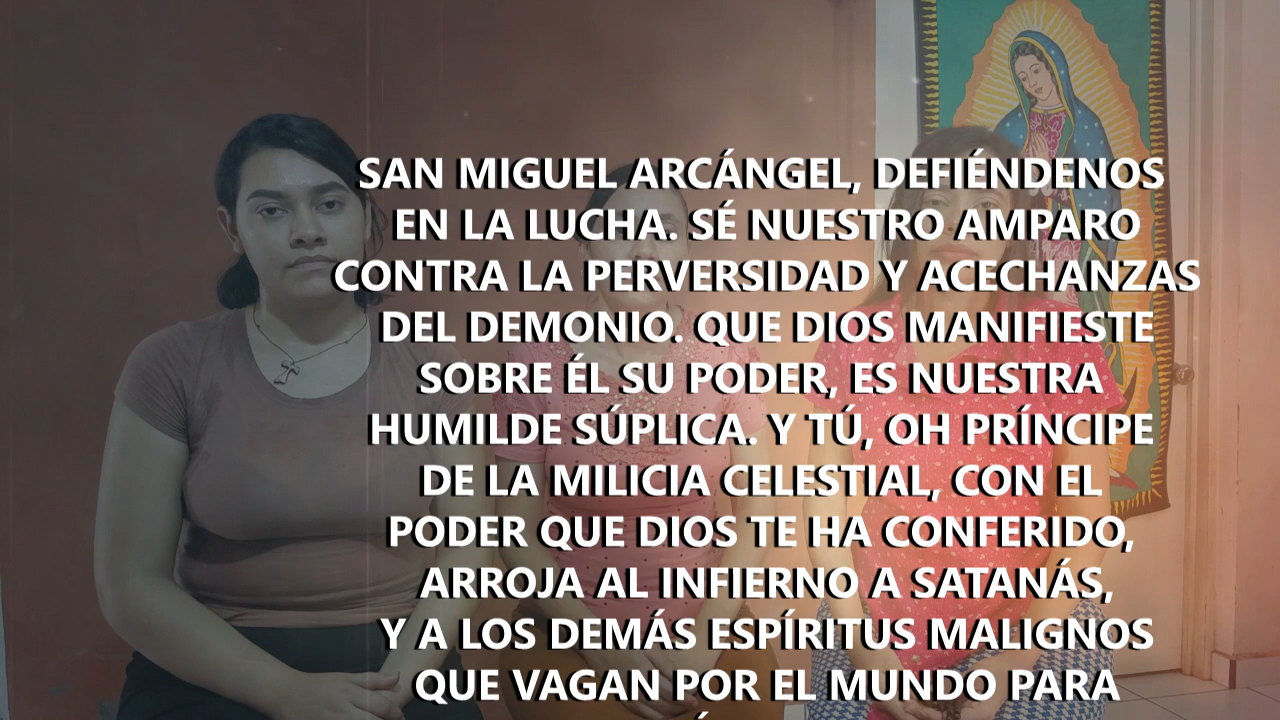 SAN MIGUEL ARCÁNGEL, DEFIÉNDENOS
EN LA LUCHA. SÉ NUESTRO AMPARO
CONTRA LA PERVERSIDAD Y ACECHANZAS
DEL DEMONIO. QUE DIOS MANIFIESTE
SOBRE ÉL SU PODER, ES NUESTRA
HUMILDE SÚPLICA. Y TÚ, OH PRÍNCIPE
DE LA MILICIA CELESTIAL, CON EL
PODER QUE DIOS TE HA CONFERIDO,
ARROJA AL INFIERNO A SATANÁS,
Y A LOS DEMÁS ESPÍRITUS MALIGNOS
QUE VAGAN POR EL MUNDO PARA